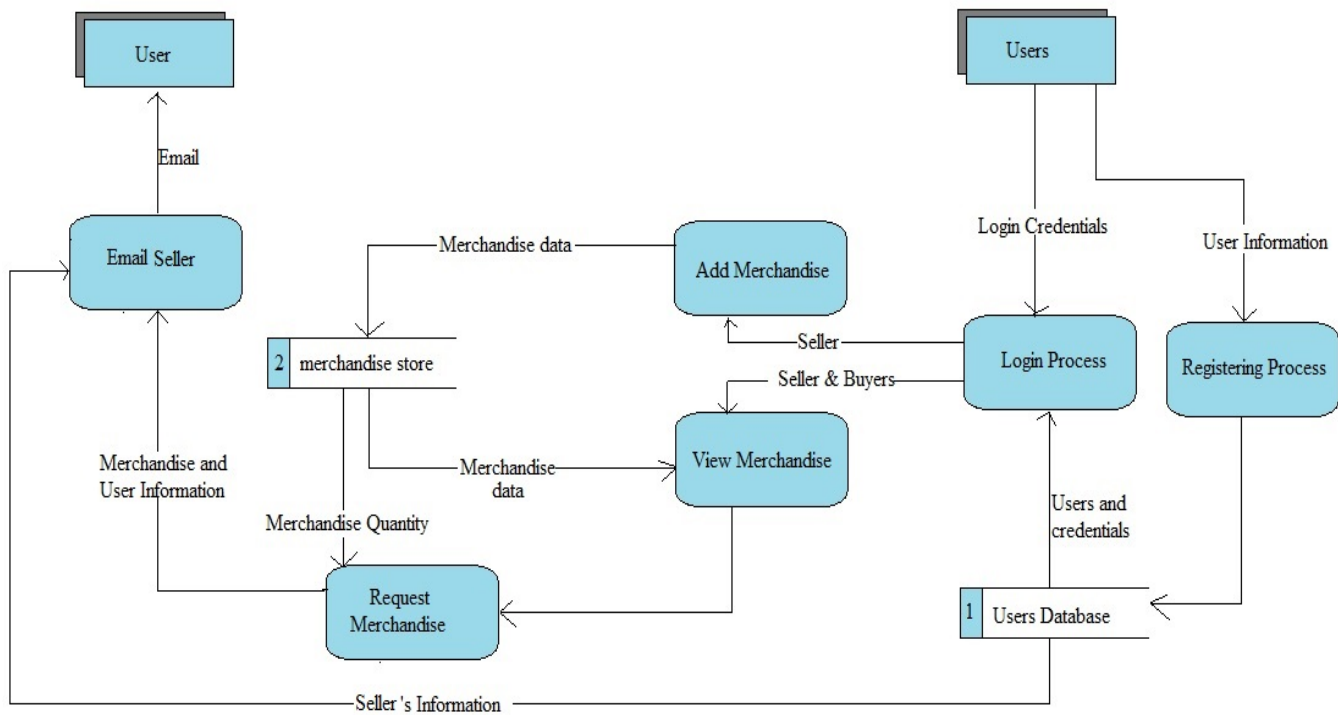 User
Users
Email
Email Seller
Merchandise data
Add Merchandise
Login Credentials
User Information
2
merchandise store
Seller
Seller & Buyers
Login Process
Registering Process
Merchandise and
User Information
Merchandise
data
View Merchandise
Merchandise Quantity
Users and
credentials
Request
Merchandise
1
Users Database
Seller's Information